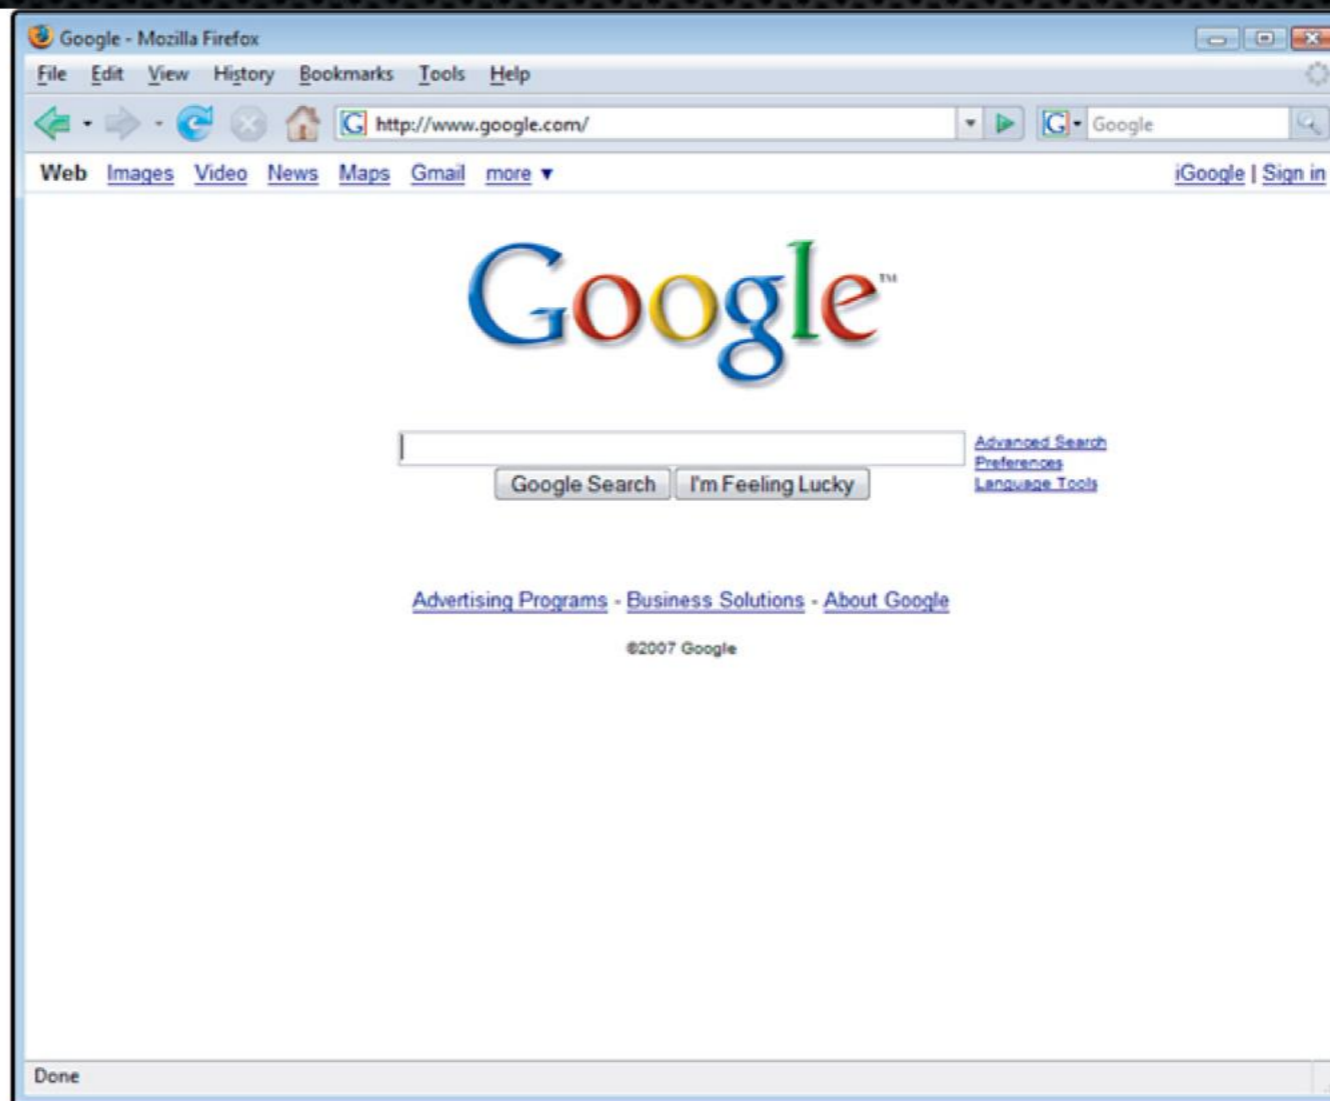 Google - Mozilla Firefox
File Edit View History Bookmarks Tools Help
G http://www.google.com/ G Google
Web Images Video News Maps Gmail more ▼ iGoogle | Sign in
Google™
Advanced Search
Preferences
Language Tools
Google Search I'm Feeling Lucky
Advertising Programs - Business Solutions - About Google
©2007 Google
Done